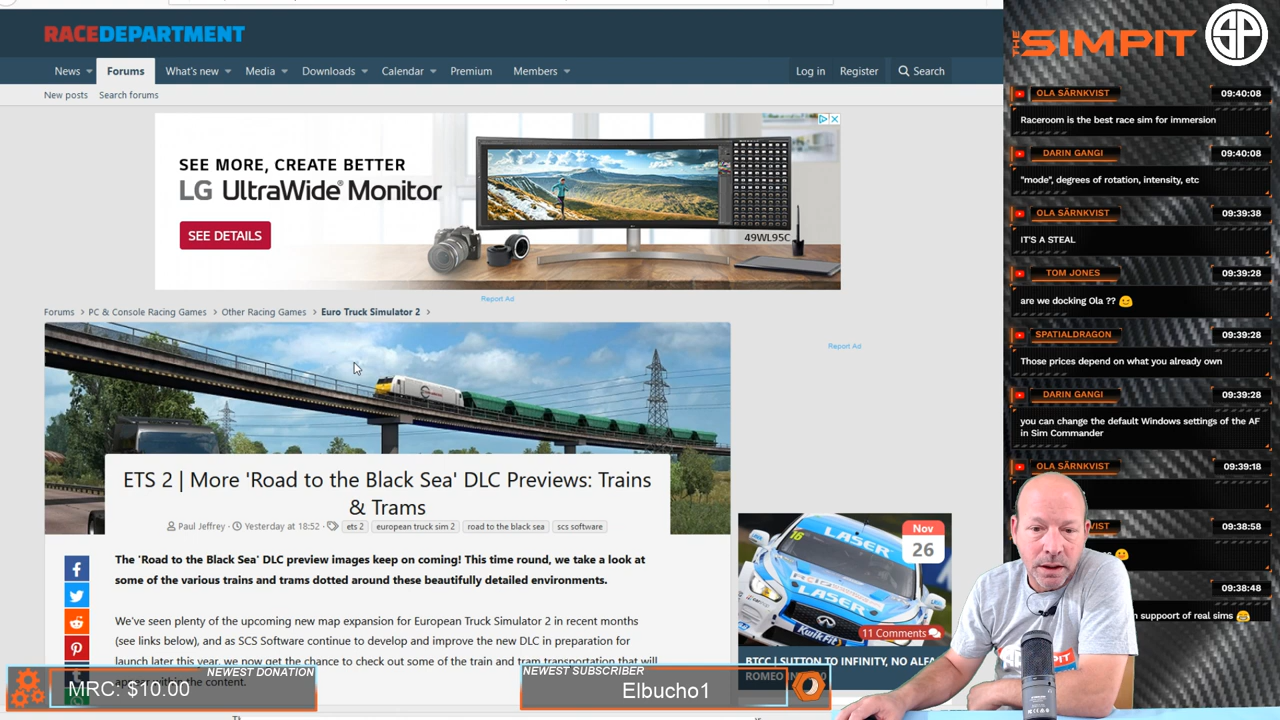 RACEDEPARTMENT
News
Forums
What's new
Media
Downloads
Calendar
Premium
Members
Log in
Register
Search
New posts
Search forums
SEE MORE, CREATE BETTER
LG UltraWide® Monitor
SEE DETAILS
49WL95C
Report Ad
Forums > PC & Console Racing Games > Other Racing Games > Euro Truck Simulator 2 >
Report Ad
ETS 2 | More 'Road to the Black Sea' DLC Previews: Trains
& Trams
Paul Jeffrey · Yesterday at 18:52 · ets 2 european truck sim 2 road to the black sea scs software
The 'Road to the Black Sea' DLC preview images keep on coming! This time round, we take a look at
some of the various trains and trams dotted around these beautifully detailed environments.
We've seen plenty of the upcoming new map expansion for European Truck Simulator 2 in recent months
(see links below), and as SCS Software continue to develop and improve the new DLC in preparation for
launch later this year, we now get the chance to check out some of the train and tram transportation that will
appear within the content.
16
LASER
LASER
KwikFit
Nov
26
11 Comments
BTCC | SUTTON TO INFINITY, NO ALFA
ROMEO
NEWEST DONATION
MRC: $10.00
NEWEST SUBSCRIBER
Elbucho1
THE SIMPIT SP
OLA SÄRNKVIST 09:40:08
Raceroom is the best race sim for immersion
DARIN GANGI 09:40:08
"mode", degrees of rotation, intensity, etc
OLA SÄRNKVIST 09:39:38
IT'S A STEAL
TOM JONES 09:39:28
are we docking Ola ?? 😉
SPATIALDRAGON 09:39:28
Those prices depend on what you already own
DARIN GANGI 09:39:28
you can change the default Windows settings of the AF
in Sim Commander
OLA SÄRNKVIST 09:39:18
09:38:58
09:38:48
suppoort of real sims 😂
SIMPIT